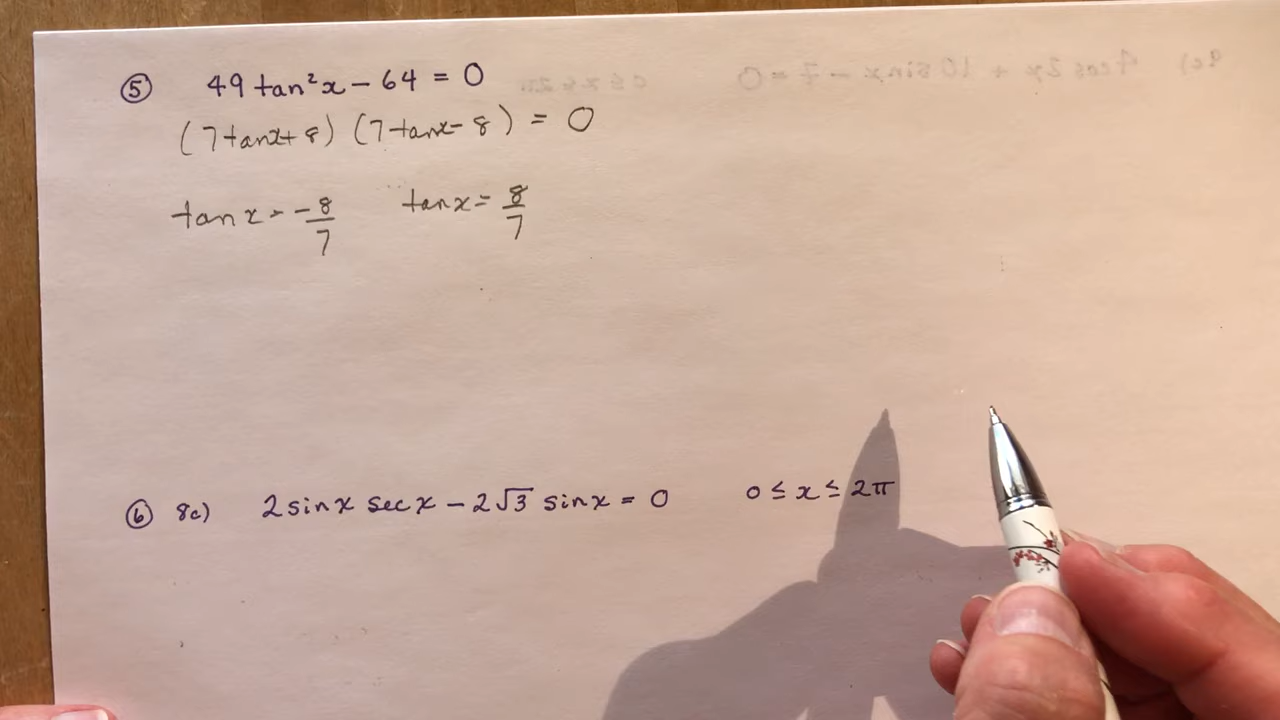 ⑤ 49 tan²x − 64 = 0
(7tanx+8) (7tanx−8) = 0
tan x = −8/7 tan x = 8/7
⑥ 8c) 2 sin x sec x − 2√3 sin x = 0 0 ≤ x ≤ 2π